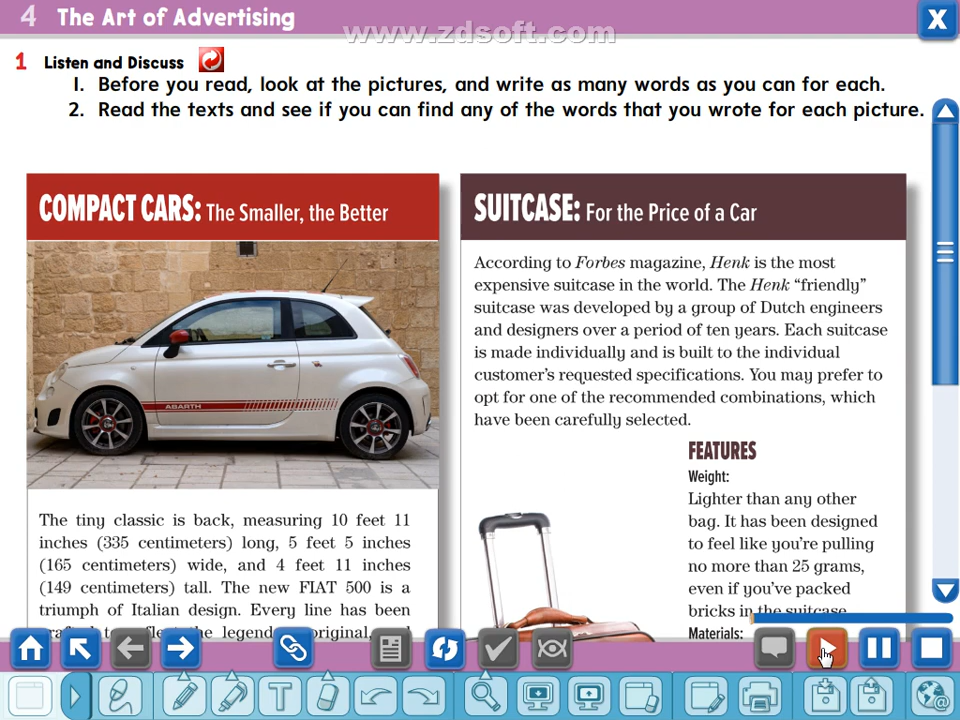 4 The Art of Advertising
www.zdsoft.com
X
1 Listen and Discuss
1. Before you read, look at the pictures, and write as many words as you can for each.
2. Read the texts and see if you can find any of the words that you wrote for each picture.
COMPACT CARS: The Smaller, the Better
ABARTH
The tiny classic is back, measuring 10 feet 11
inches (335 centimeters) long, 5 feet 5 inches
(165 centimeters) wide, and 4 feet 11 inches
(149 centimeters) tall. The new FIAT 500 is a
triumph of Italian design. Every line has been
the legend original,
SUITCASE: For the Price of a Car
According to Forbes magazine, Henk is the most
expensive suitcase in the world. The Henk “friendly”
suitcase was developed by a group of Dutch engineers
and designers over a period of ten years. Each suitcase
is made individually and is built to the individual
customer’s requested specifications. You may prefer to
opt for one of the recommended combinations, which
have been carefully selected.
FEATURES
Weight:
Lighter than any other
bag. It has been designed
to feel like you’re pulling
no more than 25 grams,
even if you’ve packed
bricks in the suitcase.
Materials:
T
@